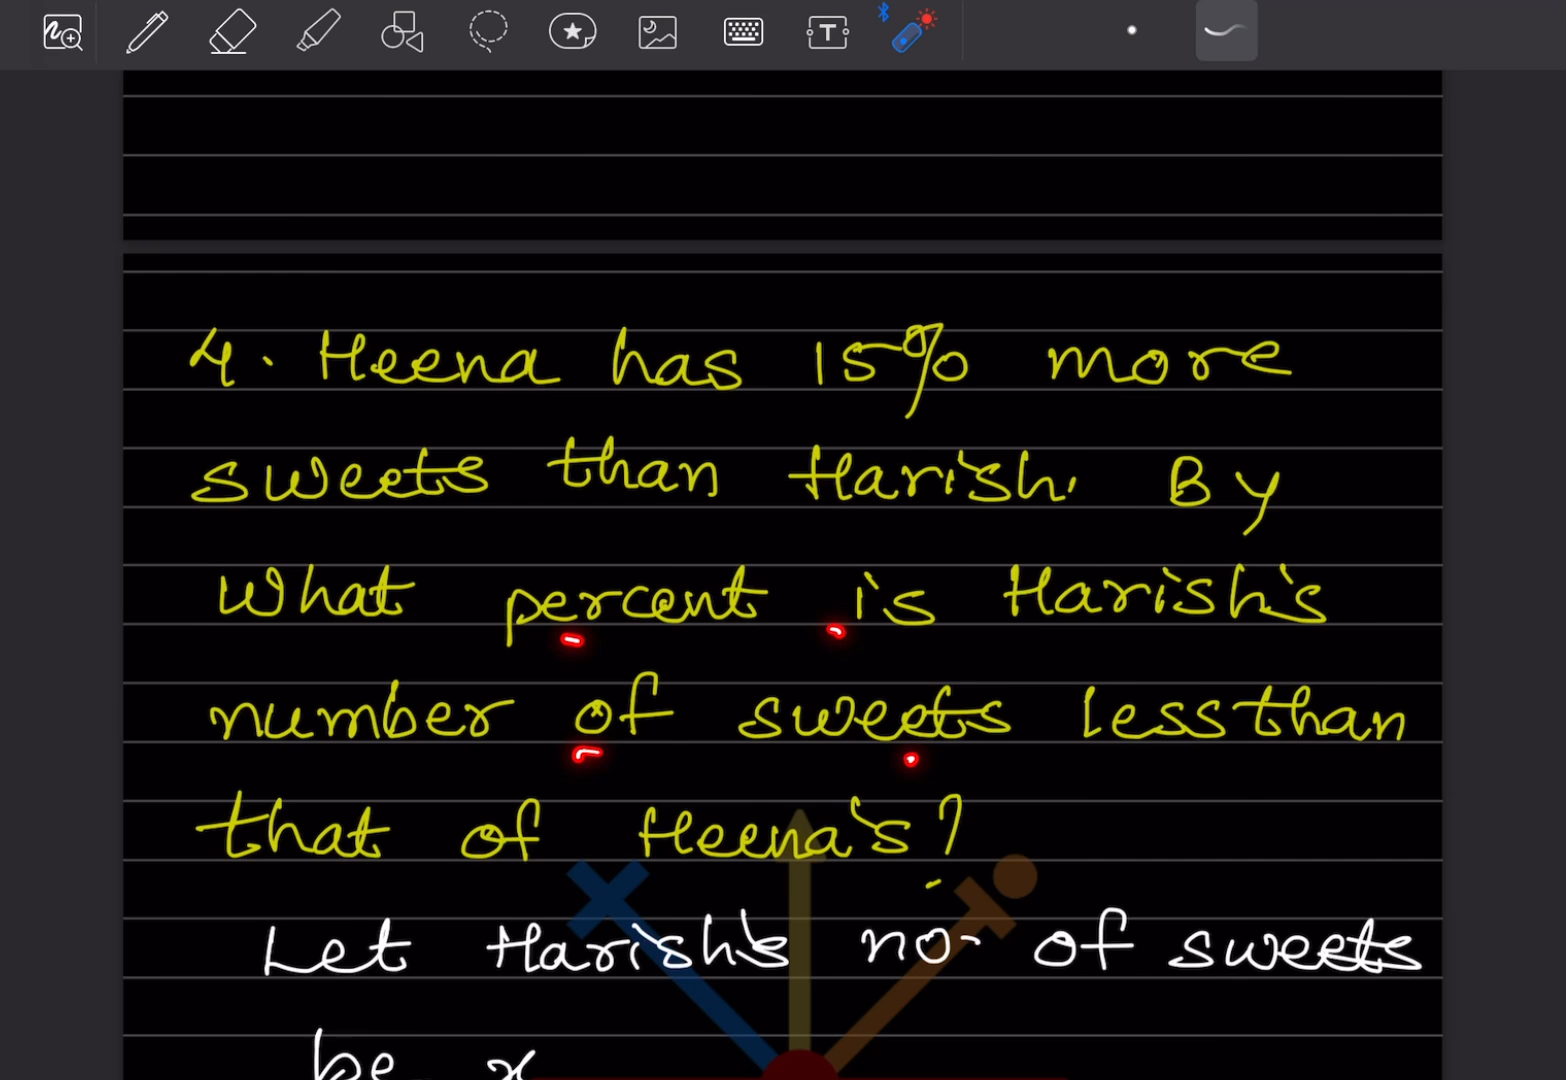 4. Heena has 15% more
sweets than Harish. By
What percent is Harish's
number of sweets less than
that of Heena's?
Let Harish's no. of sweets
be x